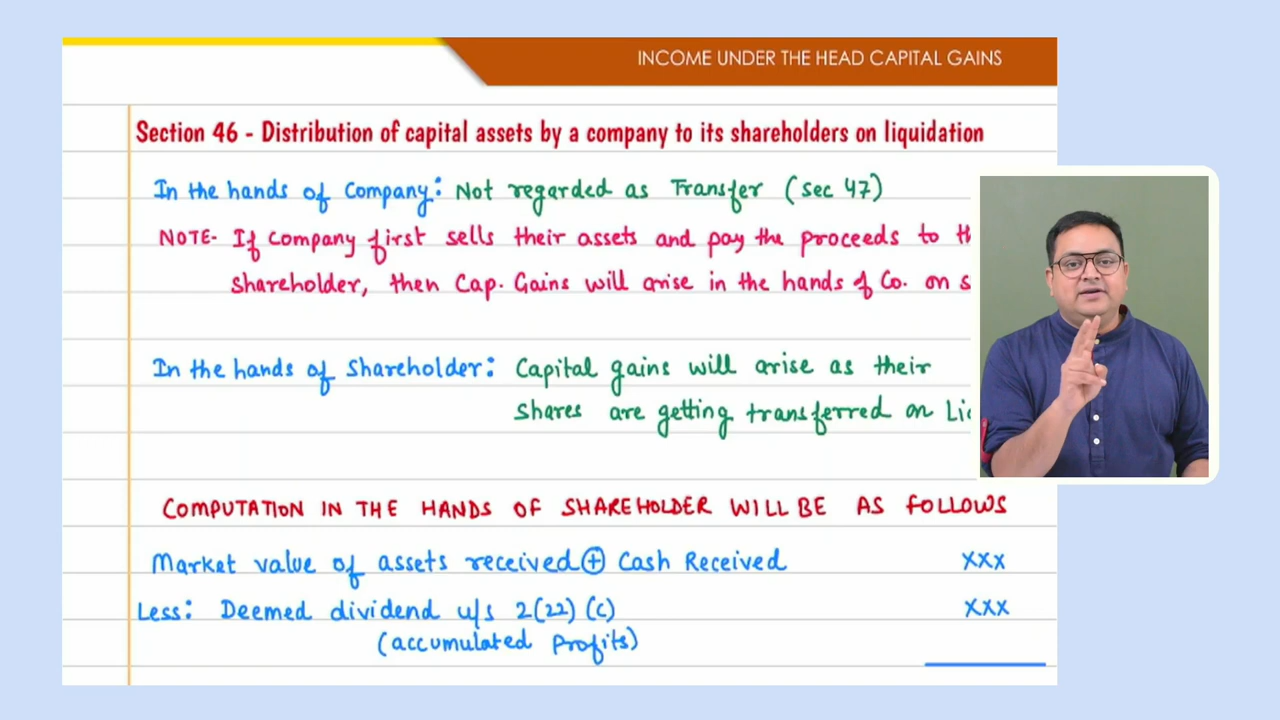 INCOME UNDER THE HEAD CAPITAL GAINS
Section 46 - Distribution of capital assets by a company to its shareholders on liquidation
In the hands of Company: Not regarded as Transfer (sec 47)
NOTE- If Company first sells their assets and pay the proceeds to
Shareholder, then Cap. Gains will arise in the hands of Co. on
In the hands of Shareholder: Capital gains will arise as their
Shares are getting transferred on
COMPUTATION IN THE HANDS OF SHAREHOLDER WILL BE AS FOLLOWS
Market value of assets received + Cash Received XXX
Less: Deemed dividend u/s 2(22)(c) XXX
(accumulated Profits)